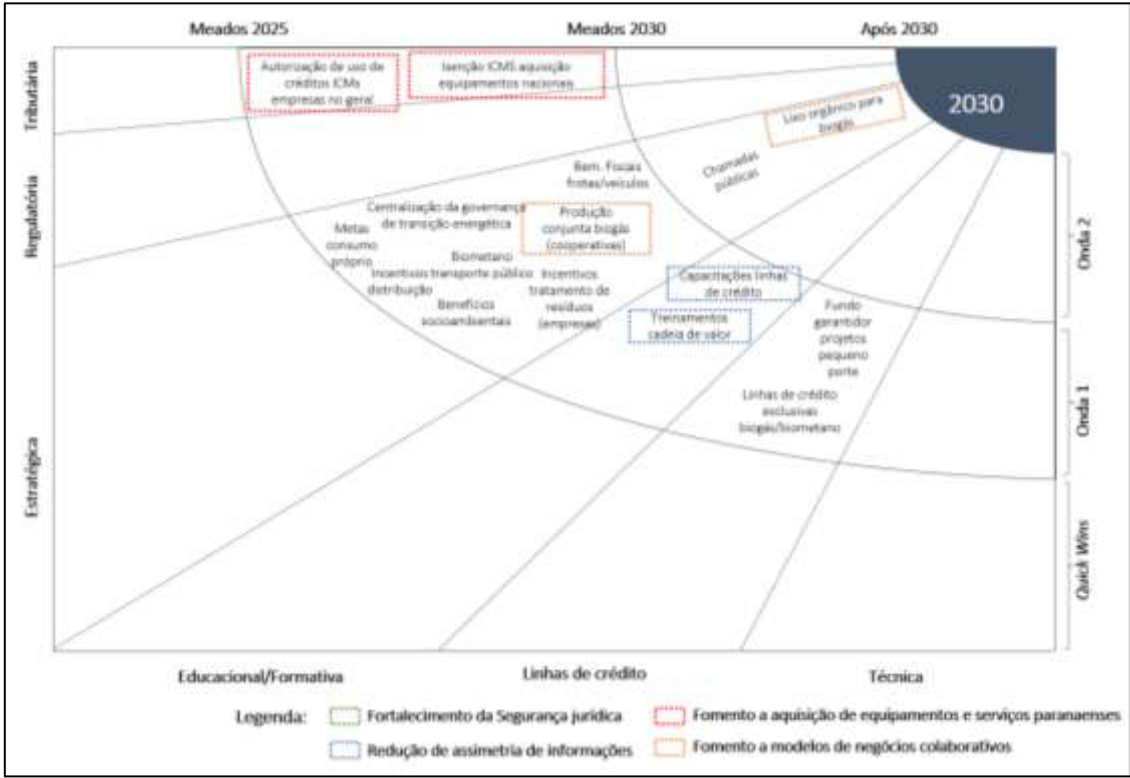 Meados 2025
Meados 2030
Após 2030
Tributária
Regulatória
Estratégica
Autorização de uso de
créditos ICMs
empresas no geral
Isenção ICMS aquisição
equipamentos nacionais
2030
Lixo orgânico para
biogás
Chamadas
públicas
Bem. Fiscais
frotas/veículos
Centralização da governança
de transição energética
Metas
consumo
próprio
Produção
conjunta biogás
(cooperativas)
Biometano
Incentivos transporte público
distribuição
Benefícios
socioambientais
Incentivos
tratamento de
resíduos
(empresas)
Capacitações linhas
de crédito
Treinamentos
cadeia de valor
Fundo
garantidor
projetos
pequeno
porte
Linhas de crédito
exclusivas
biogás/biometano
Onda 2
Onda 1
Quick Wins
Educacional/Formativa
Linhas de crédito
Técnica
Legenda:
Fortalecimento da Segurança jurídica
Fomento a aquisição de equipamentos e serviços paranaenses
Redução de assimetria de informações
Fomento a modelos de negócios colaborativos